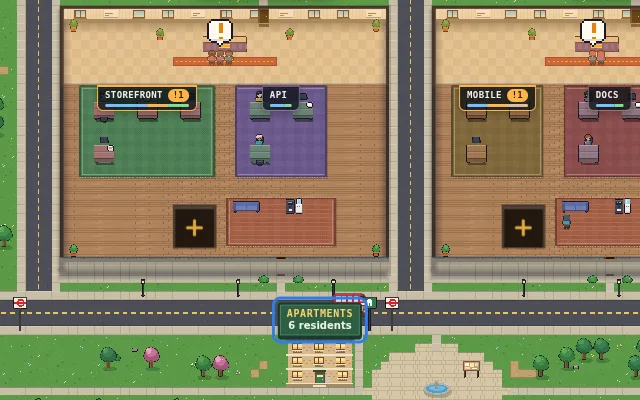 STOREFRONT !1
API
MOBILE !1
DOCS
APARTMENTS
6 residents